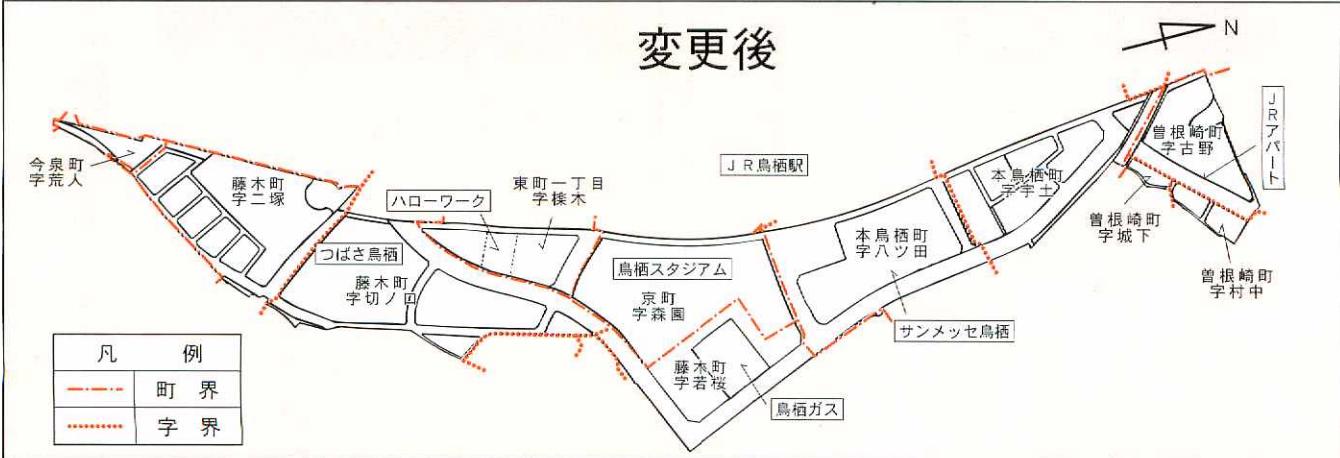 変更後
N
今泉町
字荒人
藤木町
字二塚
つばさ鳥栖
藤木町
字切ノ口
ハローワーク
東町一丁目
字榡木
鳥栖スタジアム
京町
字森園
藤木町
字若桜
鳥栖ガス
JR鳥栖駅
本鳥栖町
字八ツ田
サンメッセ鳥栖
本鳥栖町
字宇土
曽根崎町
字古野
JRアパート
曽根崎町
字城下
曽根崎町
字村中
凡例
町界
字界